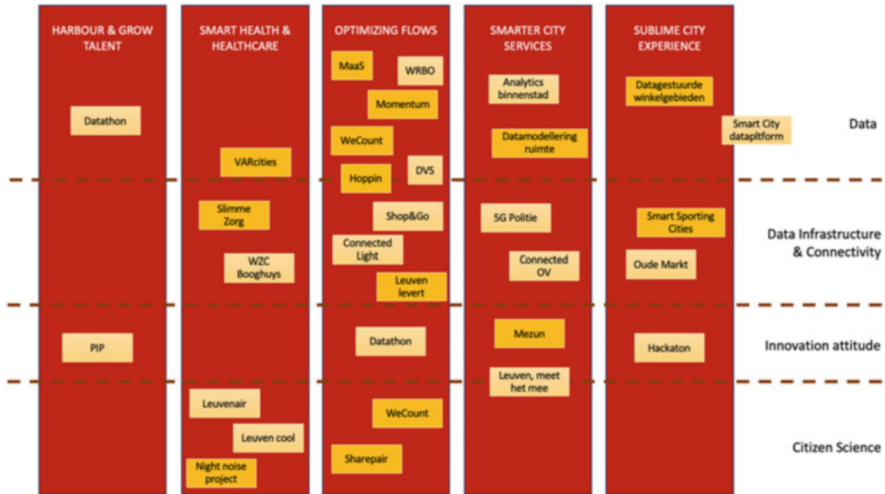 HARBOUR & GROW
TALENT
SMART HEALTH &
HEALTHCARE
OPTIMIZING FLOWS
SMARTER CITY
SERVICES
SUBLIME CITY
EXPERIENCE
Datathon
VARcities
MaaS
WRBO
Momentum
WeCount
DVS
Hoppin
Analytics
binnenstad
Datamodellering
ruimte
Datagestuurde
winkelgebieden
Smart City
datapltform
Data
Slimme
Zorg
WZC
Booghuys
Shop&Go
Connected
Light
Leuven
levert
5G Politie
Connected
OV
Smart Sporting
Cities
Oude Markt
Data Infrastructure
& Connectivity
PIP
Datathon
Mezun
Hackaton
Innovation attitude
Leuven, meet
het mee
Leuvenair
Leuven cool
Night noise
project
WeCount
Sharepair
Citizen Science